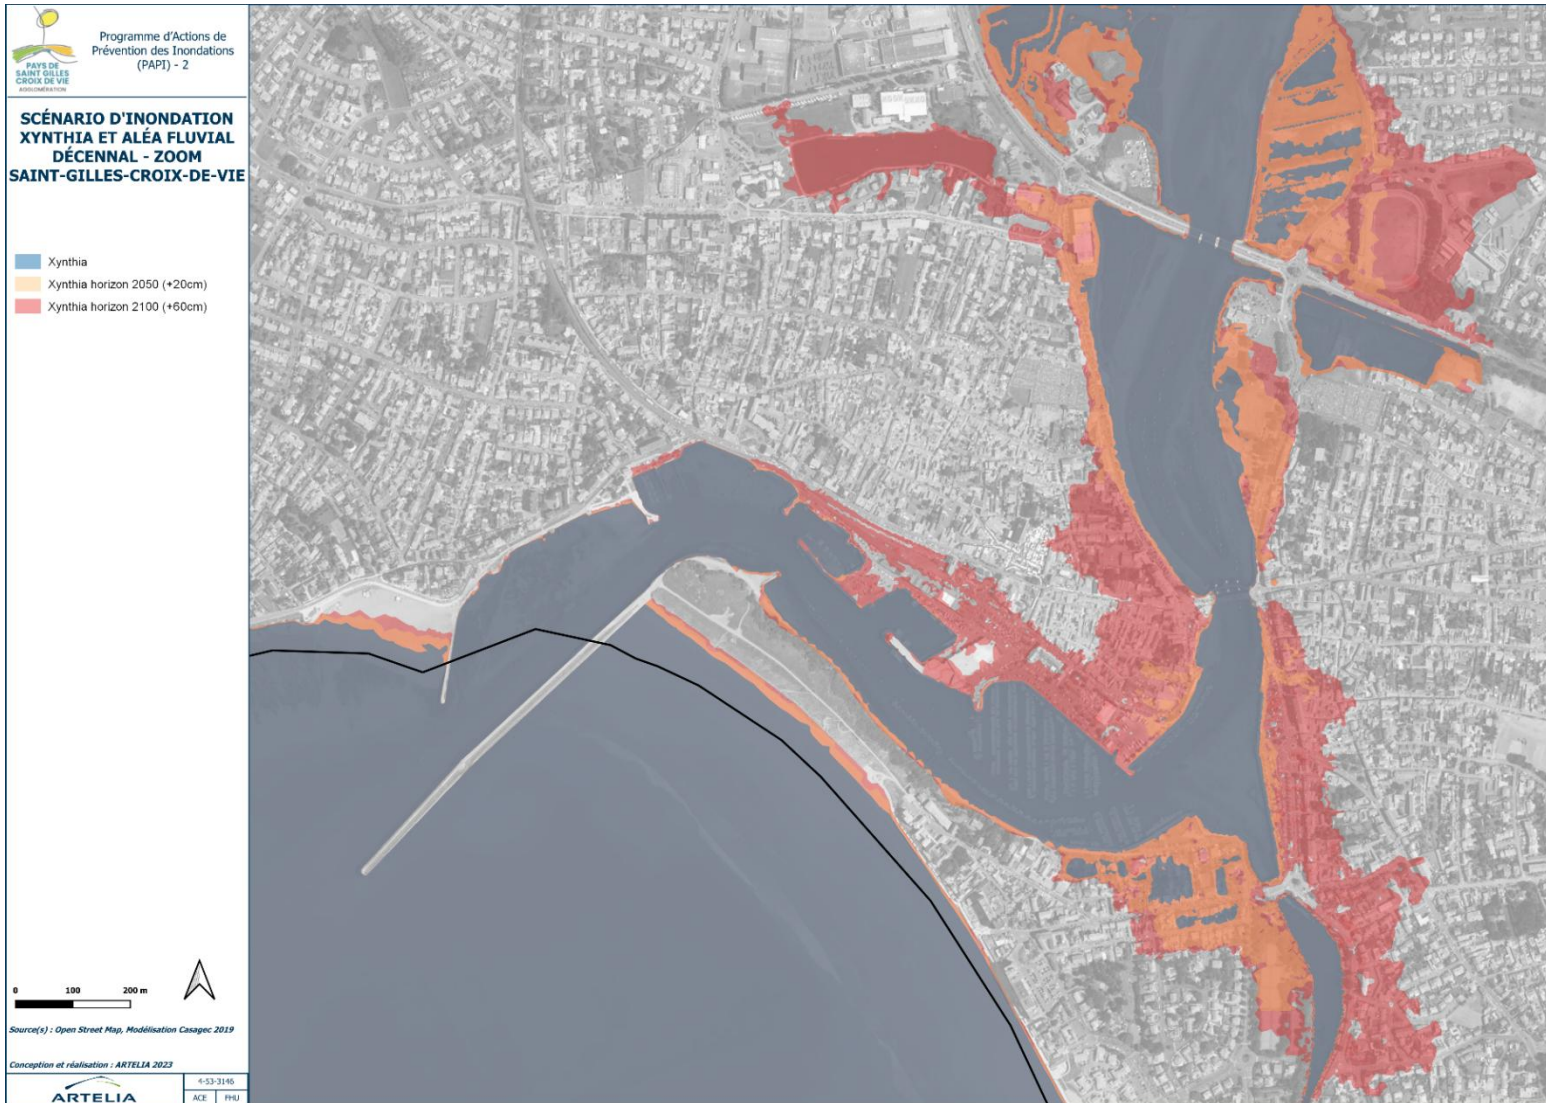 Programme d'Actions de
Prévention des Inondations
(PAPI) - 2
PAYS DE
SAINT GILLES
CROIX DE VIE
AGGLOMÉRATION
SCÉNARIO D'INONDATION
XYNTHIA ET ALÉA FLUVIAL
DÉCENNAL - ZOOM
SAINT-GILLES-CROIX-DE-VIE
Xynthia
Xynthia horizon 2050 (+20cm)
Xynthia horizon 2100 (+60cm)
0 100 200 m
Source(s) : Open Street Map, Modélisation Casagec 2019
Conception et réalisation : ARTELIA 2023
ARTELIA
4-53-3146
ACE FHU